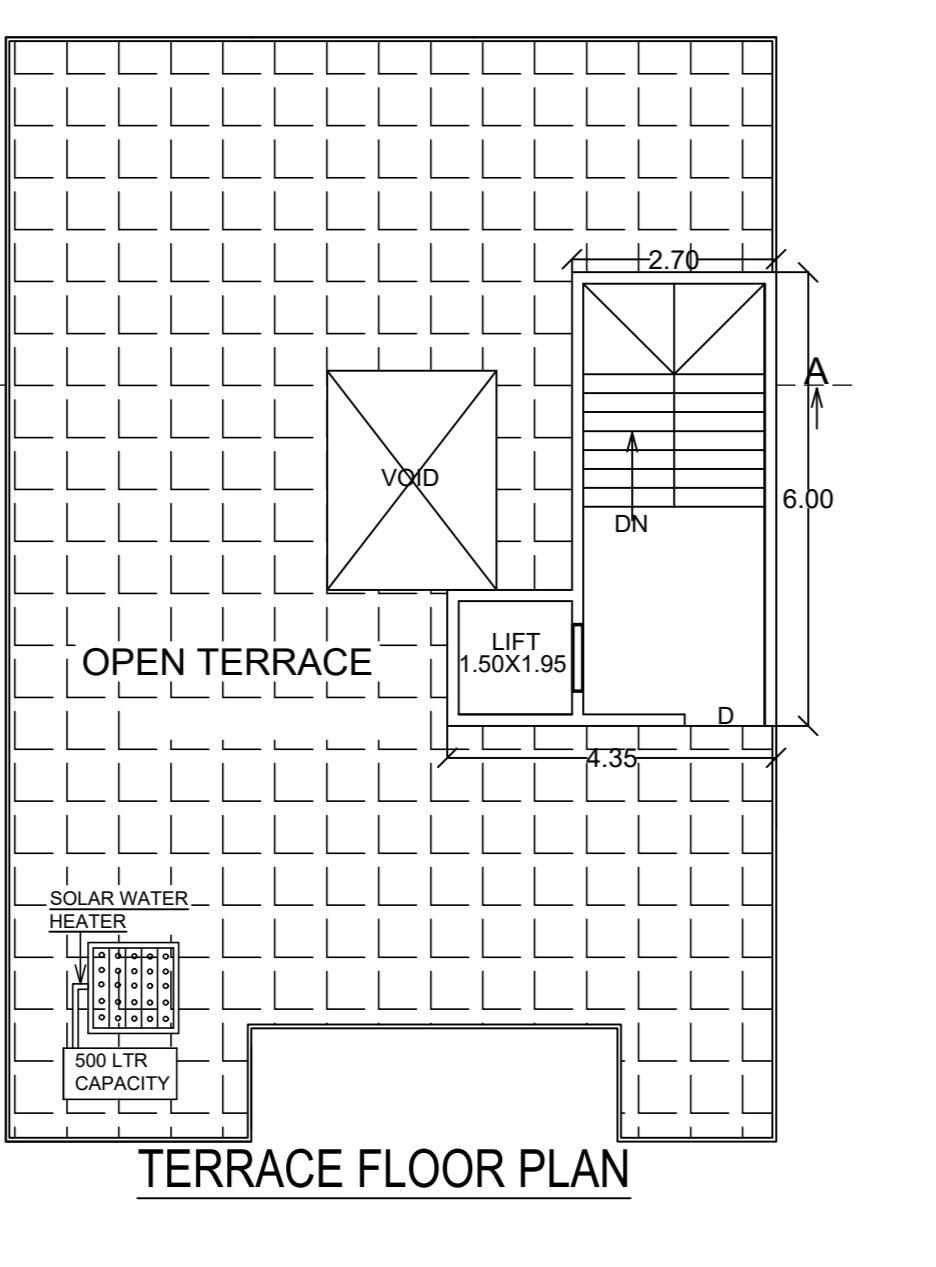 2.70
A
VOID
6.00
DN
LIFT
1.50X1.95
OPEN TERRACE
D
4.35
SOLAR WATER
HEATER
500 LTR
CAPACITY
TERRACE FLOOR PLAN